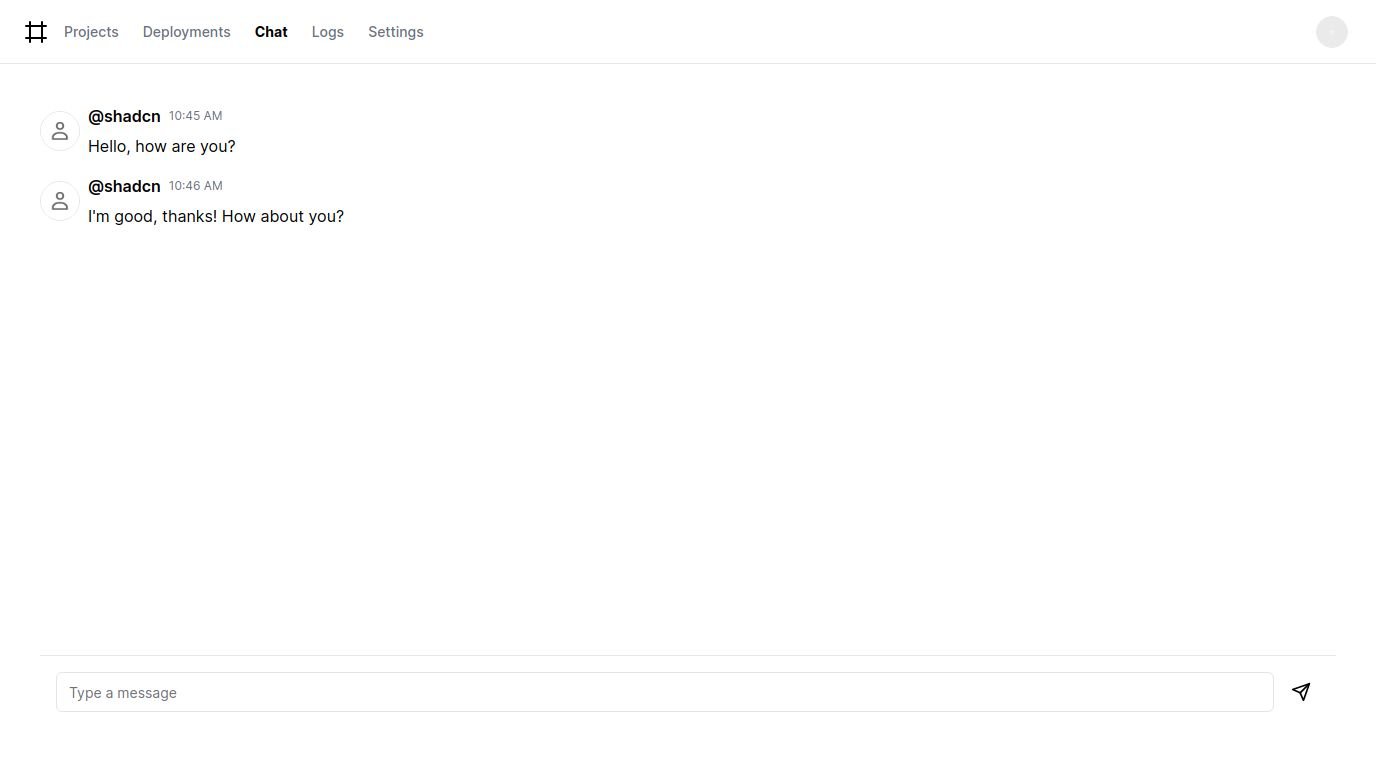 Projects Deployments Chat Logs Settings
@shadcn 10:45 AM
Hello, how are you?
@shadcn 10:46 AM
I'm good, thanks! How about you?
Type a message